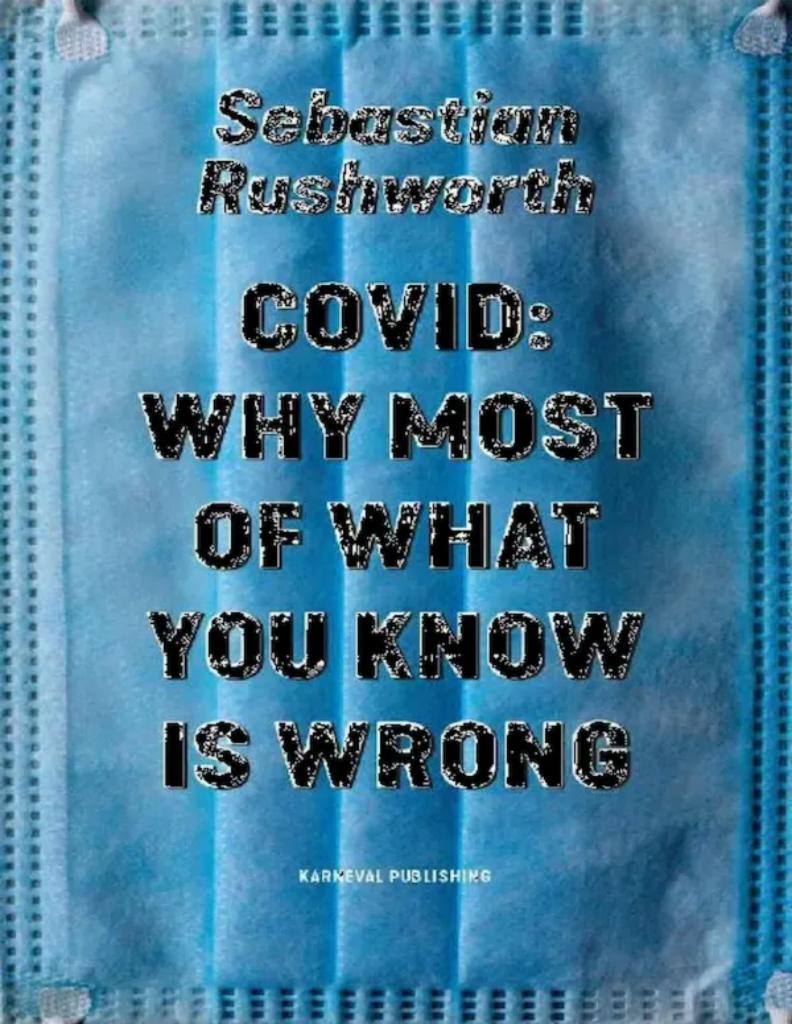 Sebastian
Rushworth
COVID:
WHY MOST
OF WHAT
YOU KNOW
IS WRONG
KARNEVAL PUBLISHING